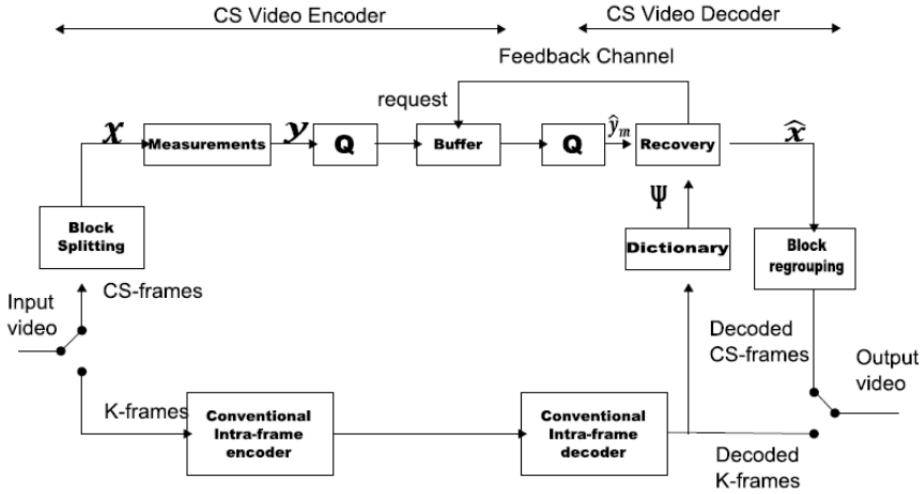 CS Video Encoder
CS Video Decoder
Feedback Channel
request
x
Measurements
y
Q
Buffer
Q
ŷ_m
Recovery
x̂
Block
Splitting
Ψ
Dictionary
Block
regrouping
CS-frames
Input
video
Decoded
CS-frames
Output
video
K-frames
Conventional
Intra-frame
encoder
Conventional
Intra-frame
decoder
Decoded
K-frames